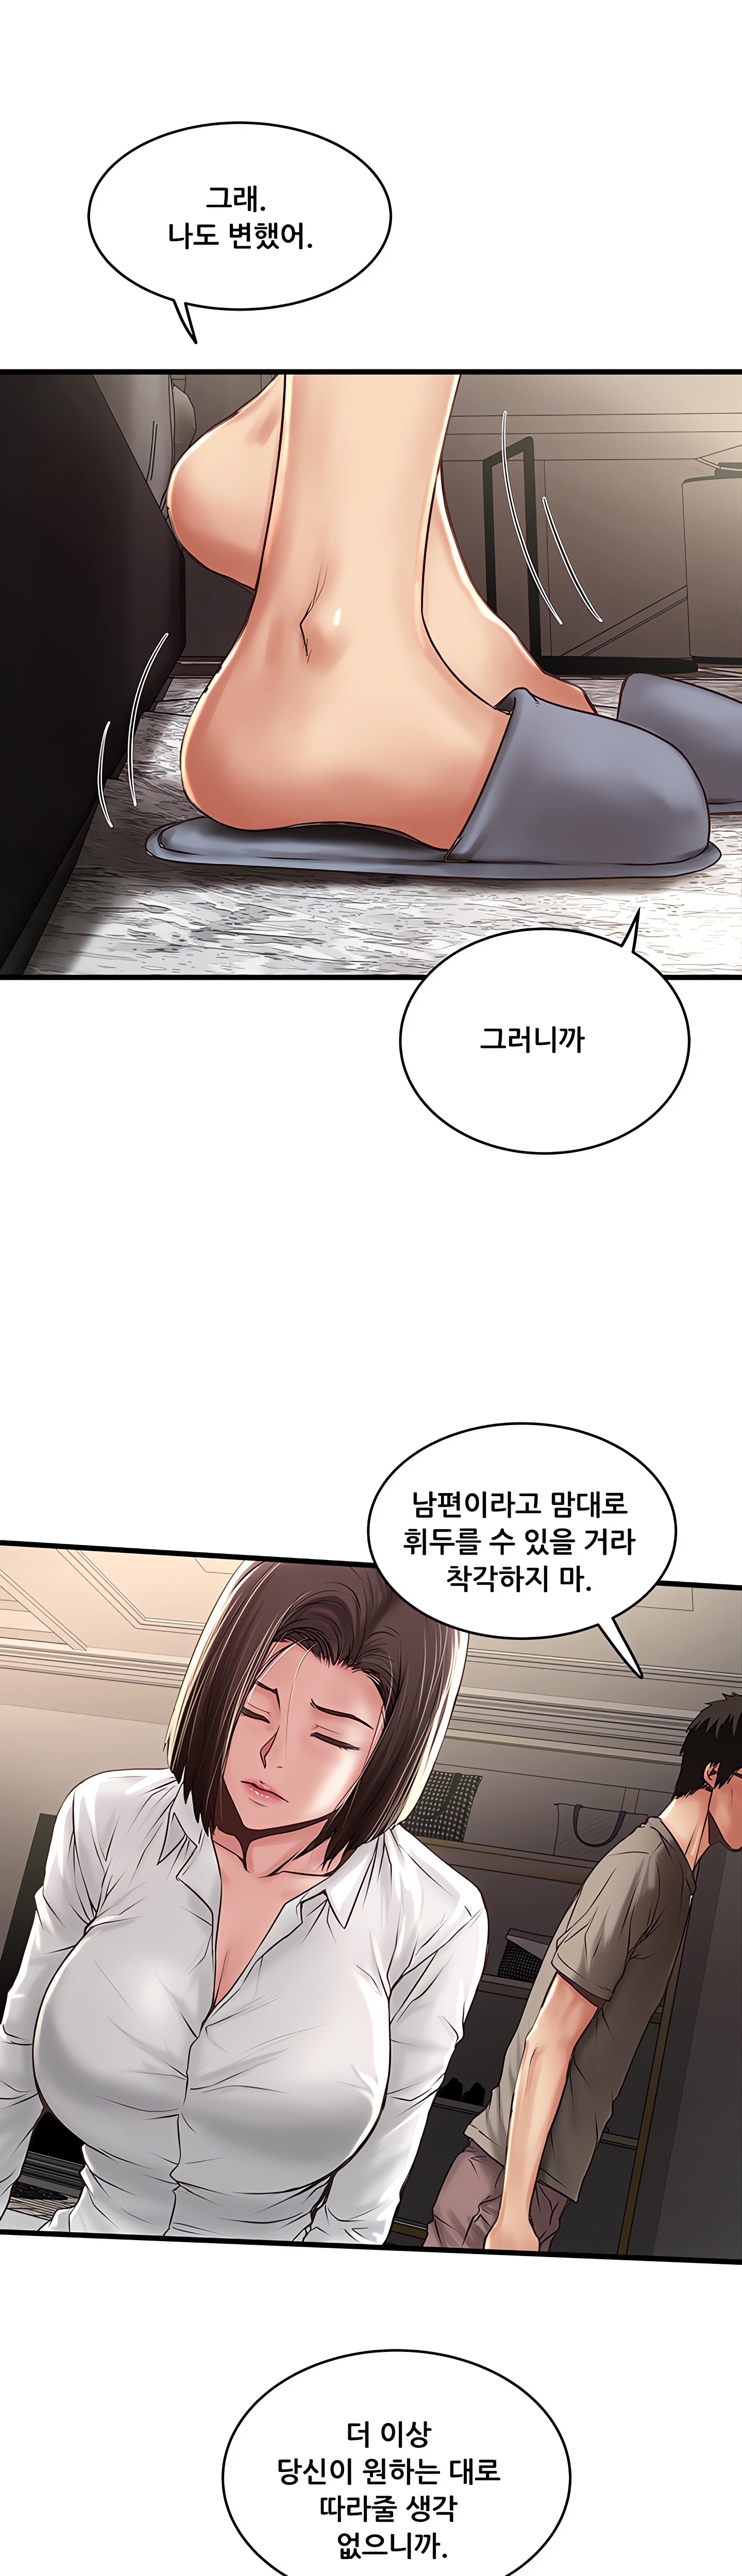 그래.
나도 변했어.
그러니까
남편이라고 맘대로
휘두를 수 있을 거라
착각하지 마.
더 이상
당신이 원하는 대로
따라줄 생각
없으니까.